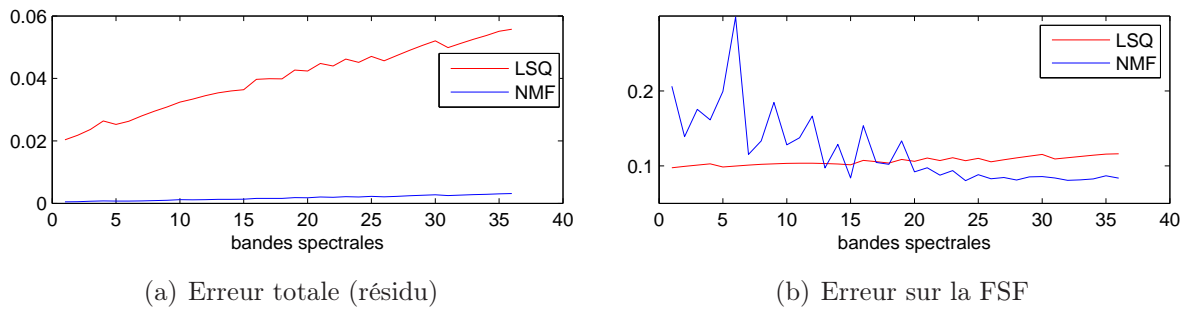 0.06
0.04
0.02
0
0 5 10 15 20 25 30 35 40
bandes spectrales
LSQ
NMF
(a) Erreur totale (résidu)
0.2
0.1
0 5 10 15 20 25 30 35 40
bandes spectrales
LSQ
NMF
(b) Erreur sur la FSF